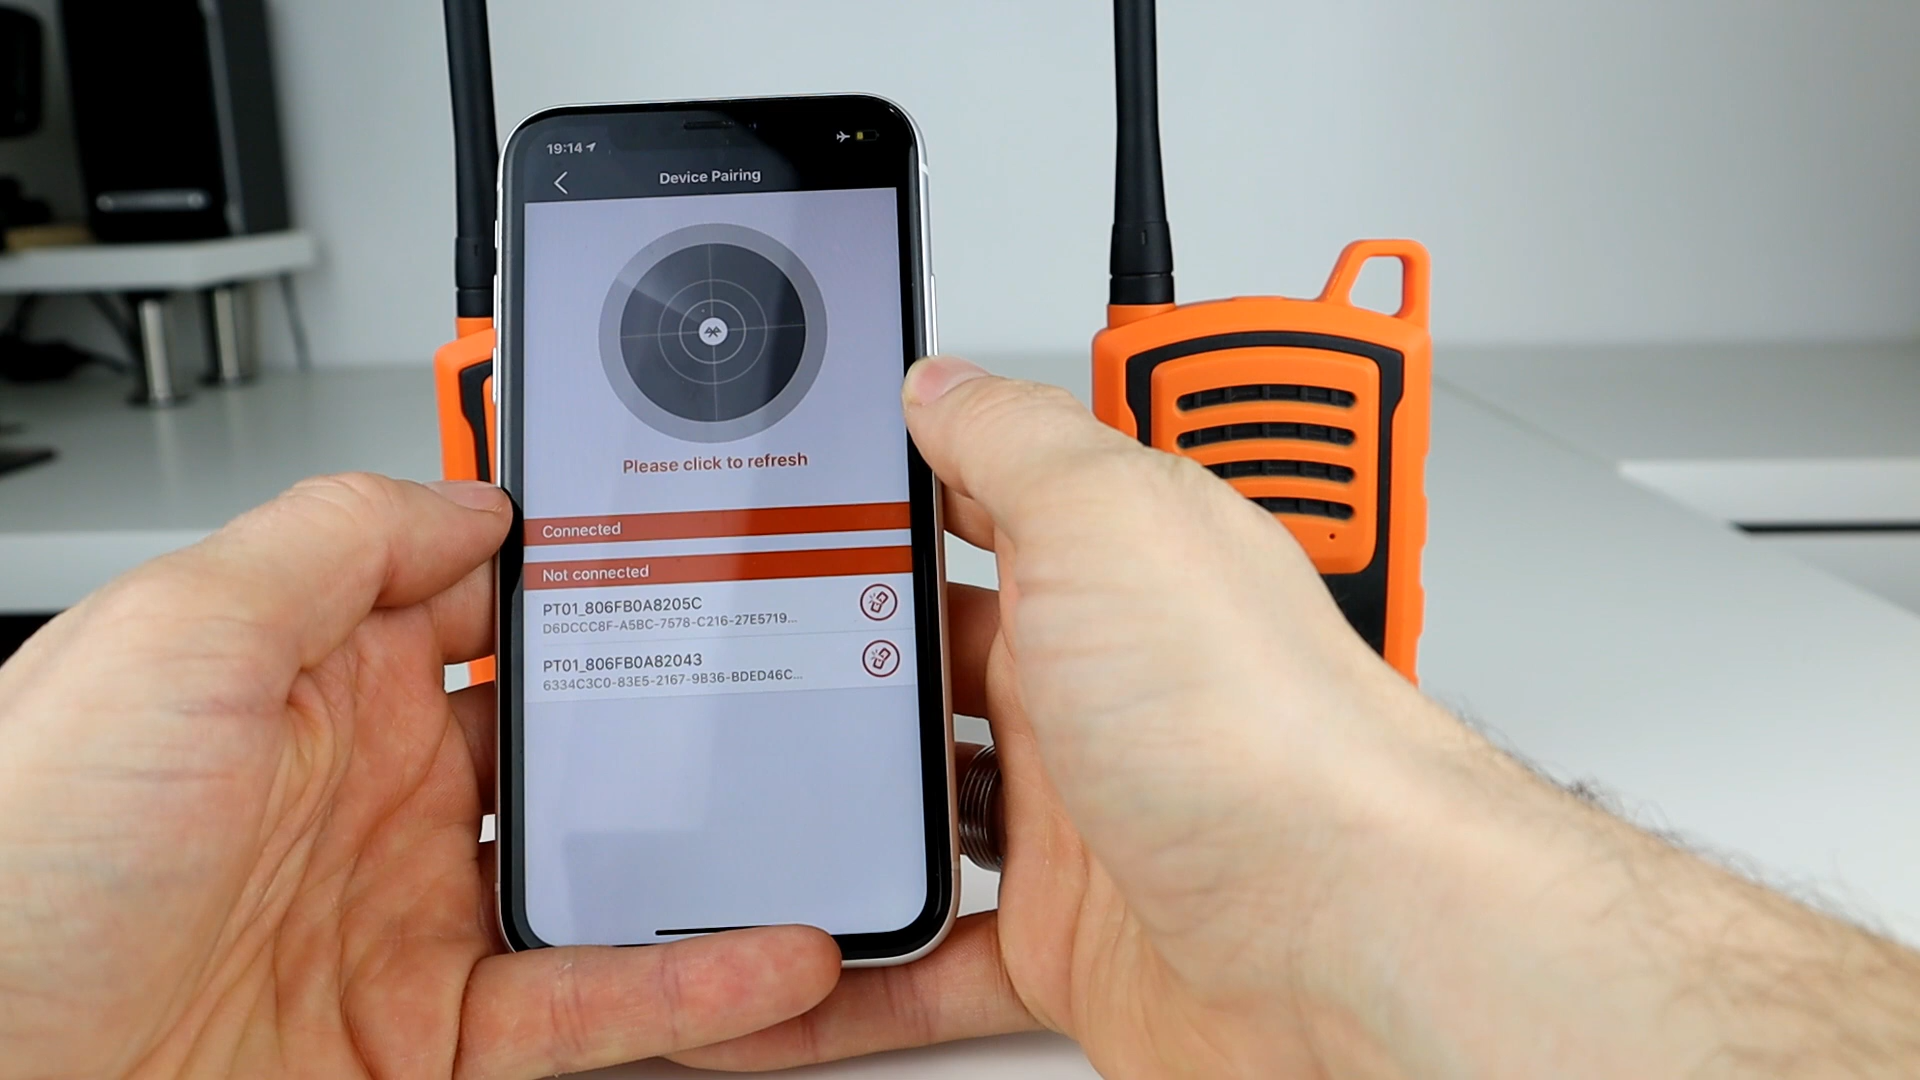 19:14
Device Pairing
Please click to refresh
Connected
Not connected
PT01_806FB0A8205C
D6DCCC8F-A5BC-7578-C216-27E5719...
PT01_806FB0A82043
6334C3C0-83E5-2167-9B36-BDED46C...